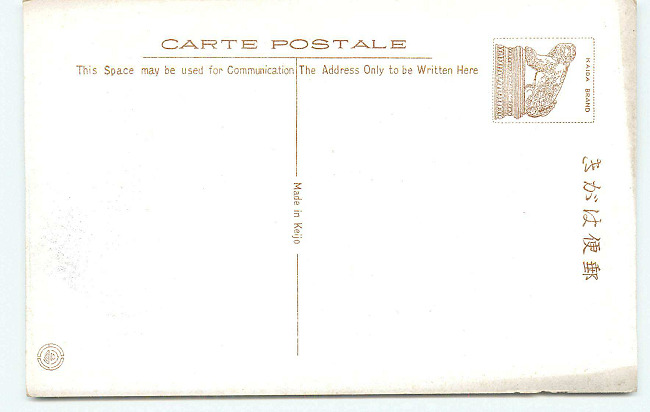 CARTE POSTALE
This Space may be used for Communication
The Address Only to be Written Here
BRAND
きがは便郵
Made in Keijo